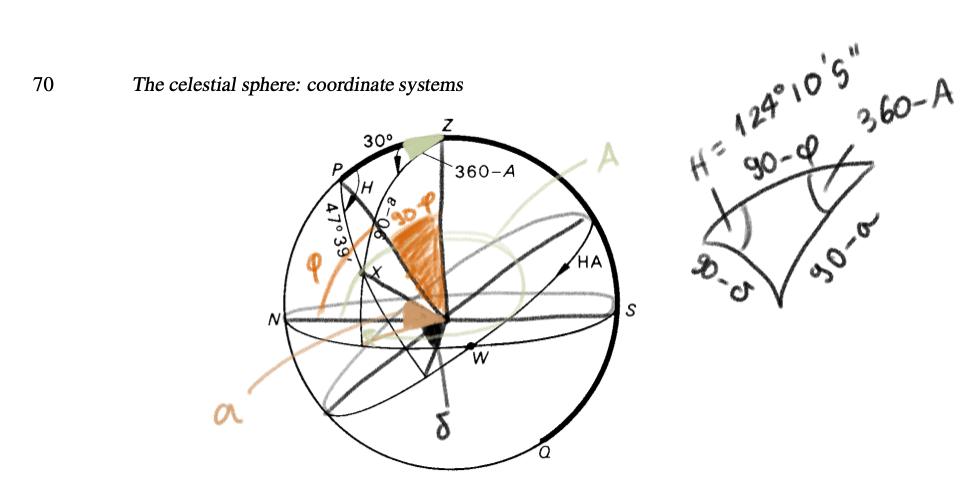 70 The celestial sphere: coordinate systems
Z
30°
P
H
360-A
A
47°39'
90-a
90-φ
φ
X
HA
N
S
W
a
δ
Q
H = 124°10'5"
90-φ
360-A
90-δ
90-a